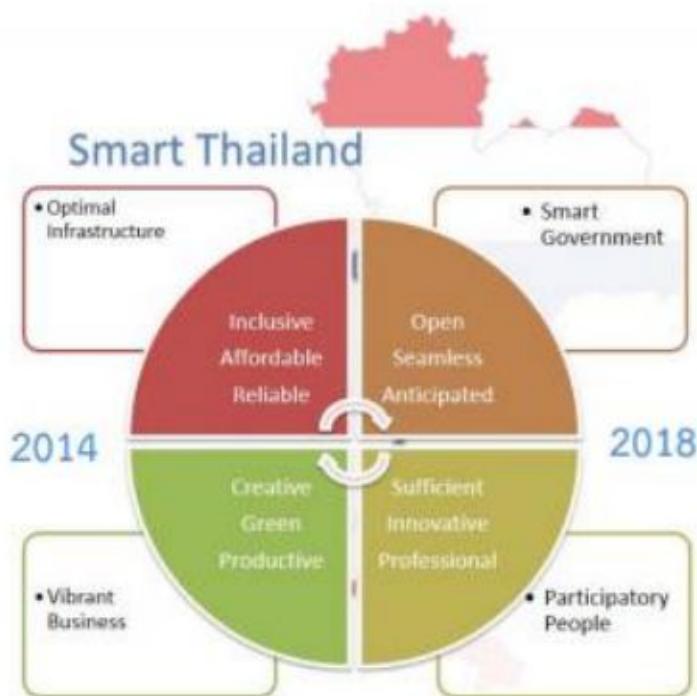 Smart Thailand
• Optimal
Infrastructure
• Smart
Government
Inclusive
Affordable
Reliable
Open
Seamless
Anticipated
2014
2018
Creative
Green
Productive
Sufficient
Innovative
Professional
• Vibrant
Business
• Participatory
People